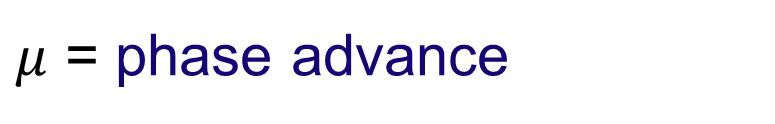 𝜇 = phase advance